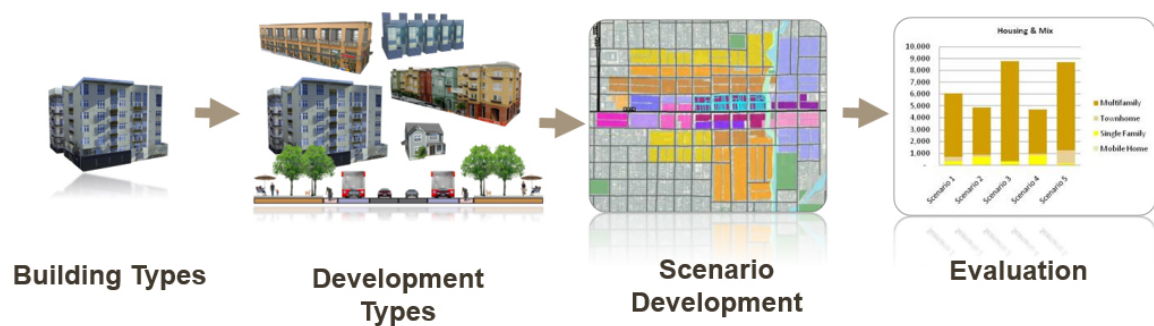 Housing & Mix
10,000
9,000
8,000
7,000
6,000
5,000
4,000
3,000
2,000
1,000
-
Multifamily
Townhome
Single Family
Mobile Home
Scenario 1
Scenario 2
Scenario 3
Scenario 4
Scenario 5
Building Types
Development
Types
Scenario
Development
Evaluation